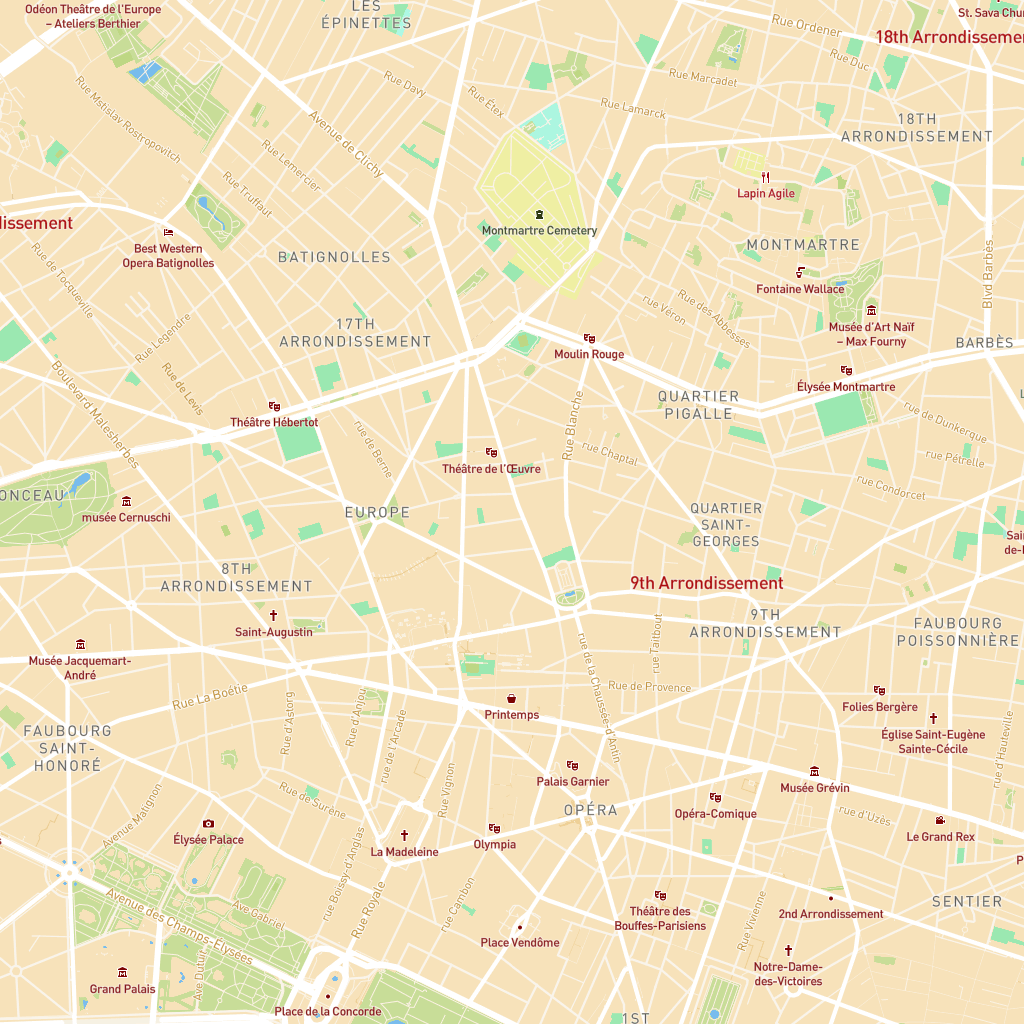 Odéon Theâtre de l'Europe
– Ateliers Berthier
LES
ÉPINETTES
St. Sava
Rue Ordener
18th Arrondissement
Rue Duc
Rue Marcadet
Rue Davy
Rue Étex
Rue Lamarck
Rue Mstislav Rostropovitch
Avenue de Clichy
18TH
ARRONDISSEMENT
Rue Lemercier
Rue Truffaut
Lapin Agile
Montmartre Cemetery
Best Western
Opera Batignolles
BATIGNOLLES
MONTMARTRE
Rue de Tocqueville
Blvd Barbès
Fontaine Wallace
rue Véron
Rue des Abbesses
Musée d'Art Naïf
– Max Fourny
Rue Legendre
17TH
ARRONDISSEMENT
BARBÈS
Moulin Rouge
Boulevard Malesherbes
Rue de Levis
Élysée Montmartre
QUARTIER
PIGALLE
Théâtre Hébertot
Rue Blanche
rue de Dunkerque
rue de Berne
rue Chaptal
rue Pétrelle
Théâtre de l'Œuvre
rue Condorcet
ONCEAU
musée Cernuschi
EUROPE
QUARTIER
SAINT-
GEORGES
8TH
ARRONDISSEMENT
9th Arrondissement
9TH
ARRONDISSEMENT
FAUBOURG
POISSONNIÈRE
Saint-Augustin
rue Taitbout
Musée Jacquemart-
André
rue de la Chaussée-d'Antin
Rue La Boétie
Rue de Provence
Rue d'Astorg
Rue d'Anjou
rue de l'Arcade
Printemps
Folies Bergère
FAUBOURG
SAINT-
HONORÉ
Église Saint-Eugène
Sainte-Cécile
rue d'Hauteville
Rue Vignon
Palais Garnier
Musée Grévin
Avenue Matignon
Rue de Surène
OPÉRA
Opéra-Comique
rue d'Uzès
Élysée Palace
La Madeleine
Olympia
Le Grand Rex
rue Boissy-d'Anglas
Avenue des Champs-Élysées
Ave Gabriel
Rue Royale
rue Cambon
Théâtre des
Bouffes-Parisiens
Rue Vivienne
2nd Arrondissement
SENTIER
Place Vendôme
Grand Palais
Ave Dutuit
Notre-Dame-
des-Victoires
Place de la Concorde
1ST